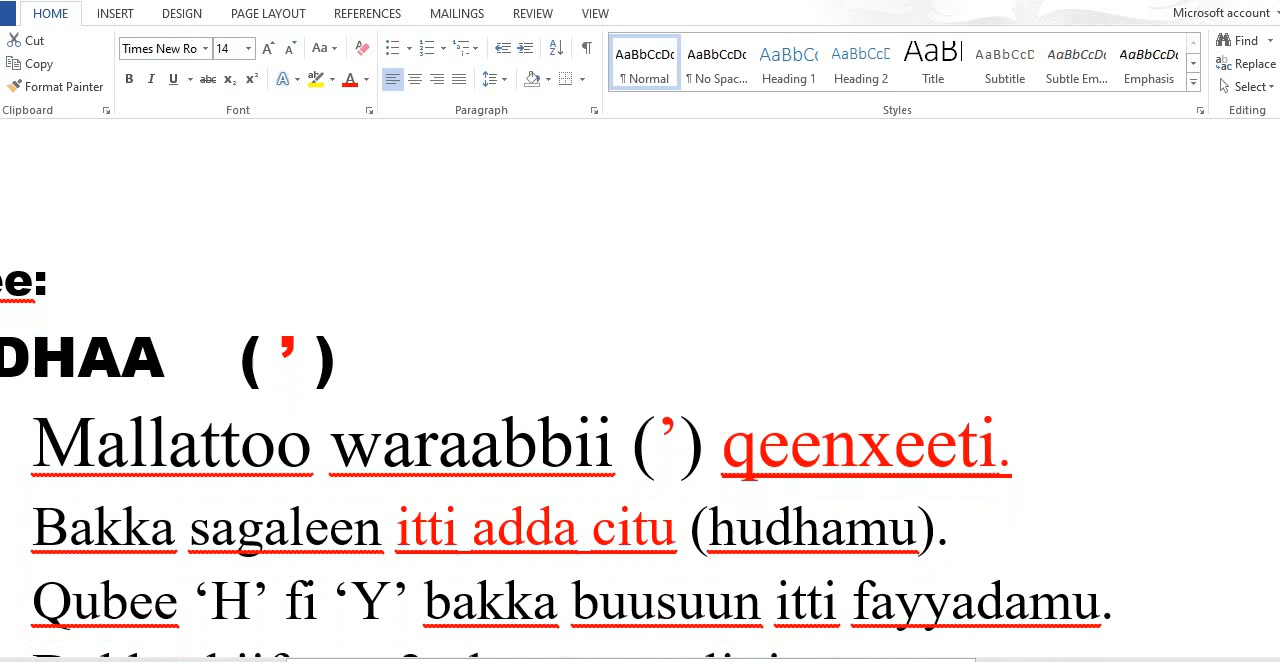 HOME INSERT DESIGN PAGE LAYOUT REFERENCES MAILINGS REVIEW VIEW Microsoft account
Cut
Copy
Format Painter
Clipboard
Times New Ro 14
Font
Paragraph
AaBbCcDc AaBbCcDc AaBbCc AaBbCcD AaB AaBbCcD AaBbCcDc AaBbCcDc
¶ Normal ¶ No Spac... Heading 1 Heading 2 Title Subtitle Subtle Em... Emphasis
Styles
Find
Replace
Select
Editing
ee:
DHAA ( ’ )
Mallattoo waraabbii (’) qeenxeeti.
Bakka sagaleen itti adda citu (hudhamu).
Qubee ‘H’ fi ‘Y’ bakka buusuun itti fayyadamu.